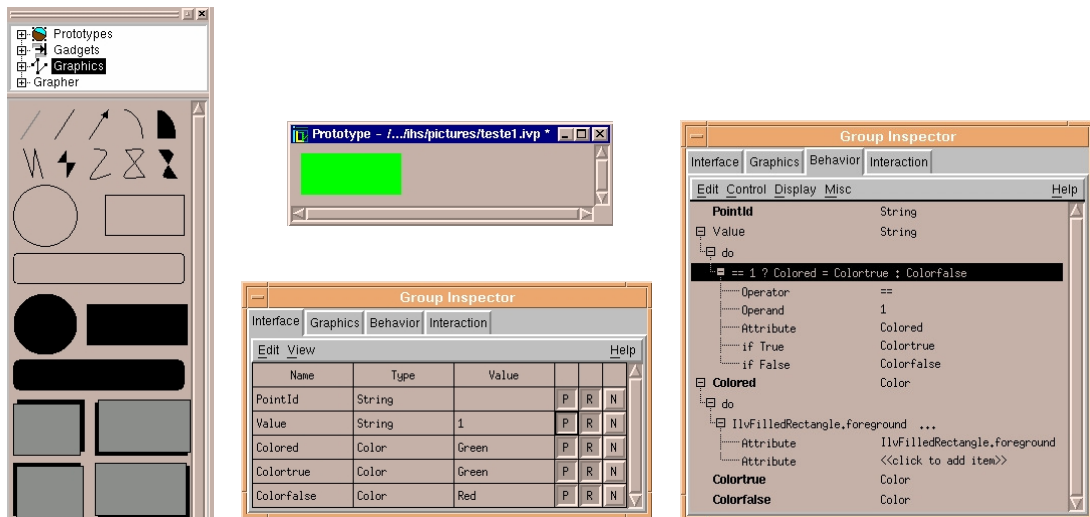 Prototypes
Gadgets
Graphics
Grapher
Prototype - /.../ihs/pictures/teste1.ivp *
Group Inspector
Interface Graphics Behavior Interaction
Edit View Help
Name Type Value
PointId String P R N
Value String 1 P R N
Colored Color Green P R N
Colortrue Color Green P R N
Colorfalse Color Red P R N
Group Inspector
Interface Graphics Behavior Interaction
Edit Control Display Misc Help
PointId String
Value String
do
== 1 ? Colored = Colortrue : Colorfalse
Operator ==
Operand 1
Attribute Colored
if True Colortrue
if False Colorfalse
Colored Color
do
IlvFilledRectangle.foreground ...
Attribute IlvFilledRectangle.foreground
Attribute <<click to add item>>
Colortrue Color
Colorfalse Color